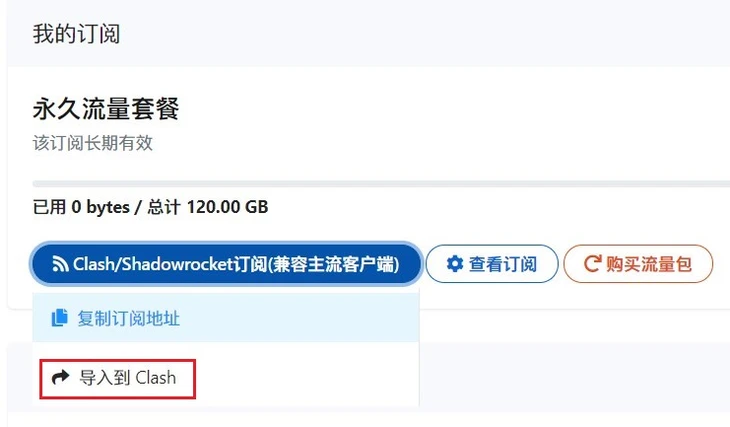 我的订阅
永久流量套餐
该订阅长期有效
已用 0 bytes / 总计 120.00 GB
Clash/Shadowrocket订阅(兼容主流客户端) 查看订阅 购买流量包
复制订阅地址
导入到 Clash